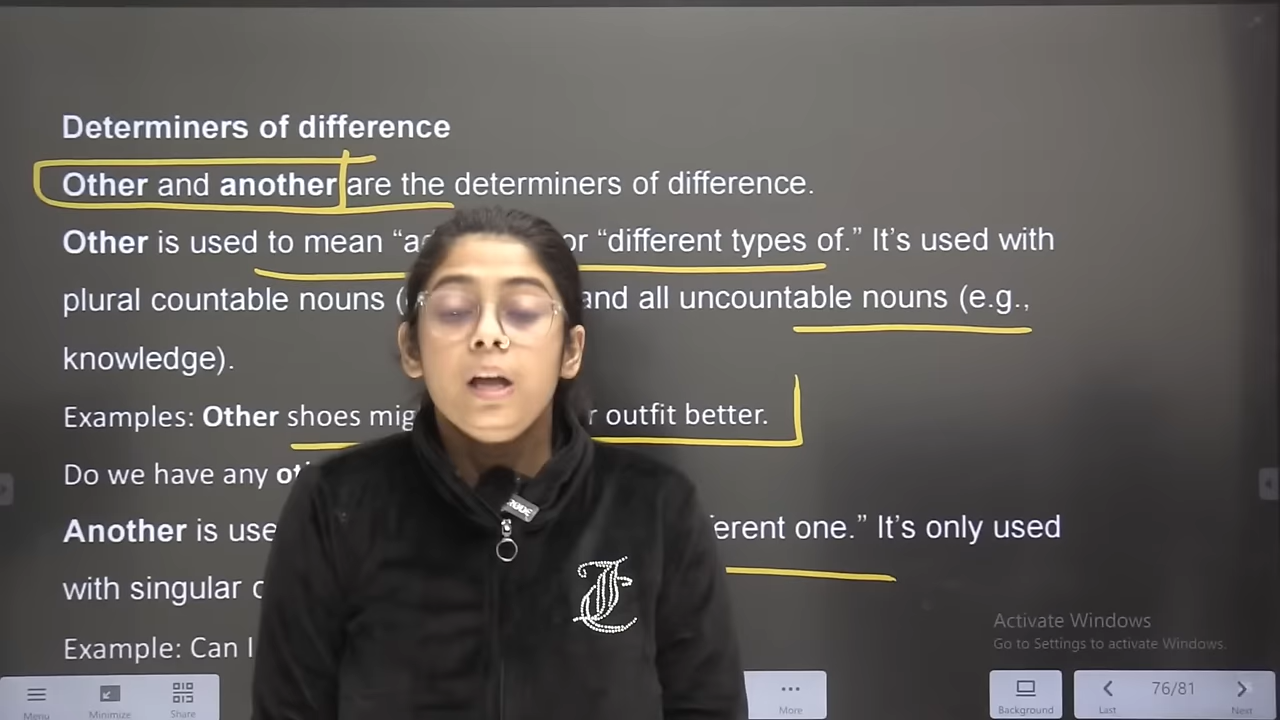 Determiners of difference
Other and another are the determiners of difference.
Other is used to mean “ or “different types of.” It’s used with
plural countable nouns ( and all uncountable nouns (e.g.,
knowledge).
Examples: Other shoes outfit better.
Do we have any
Another is
RODE
erent one.” It’s only used
with singular
Example: Can I
Activate Windows
Go to Settings to activate Windows.
Menu
Minimize
Share
More
Background
Last
76/81
Next